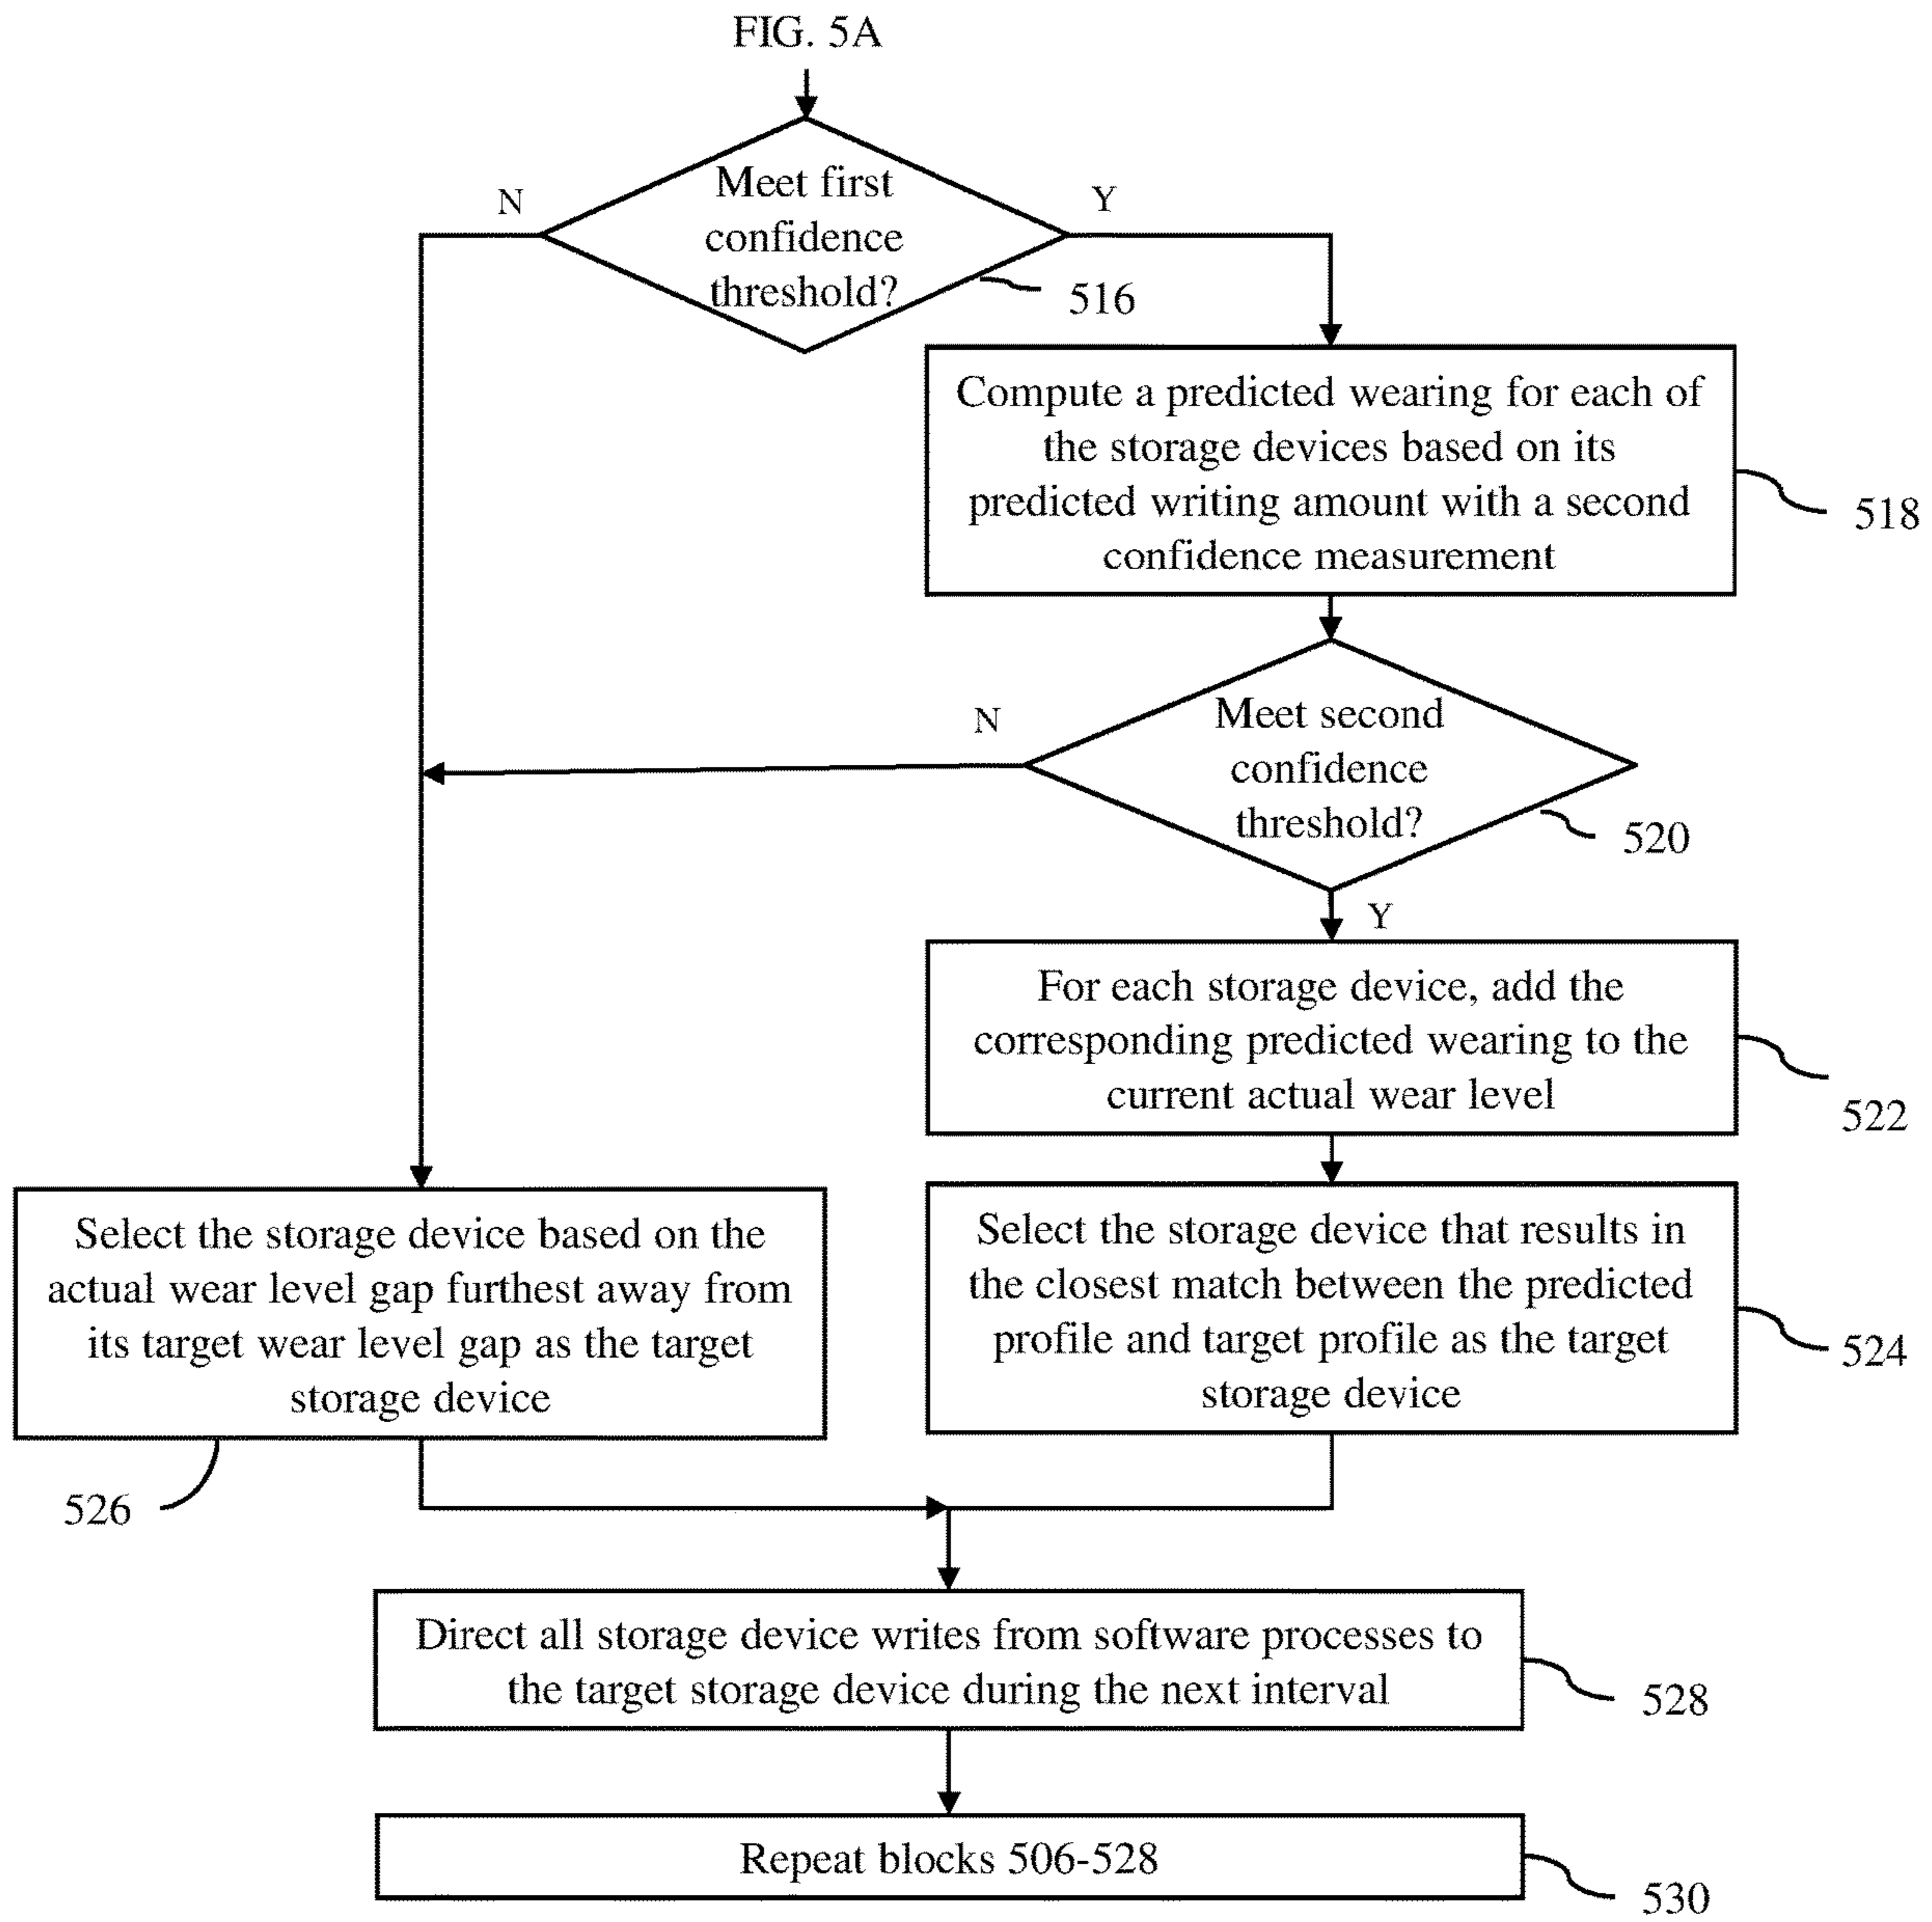 FIG. 5A
Meet first
confidence
threshold?
N
Y
516
Compute a predicted wearing for each of
the storage devices based on its
predicted writing amount with a second
confidence measurement
518
Meet second
confidence
threshold?
N
520
Y
For each storage device, add the
corresponding predicted wearing to the
current actual wear level
522
Select the storage device based on the
actual wear level gap furthest away from
its target wear level gap as the target
storage device
526
Select the storage device that results in
the closest match between the predicted
profile and target profile as the target
storage device
524
Direct all storage device writes from software processes to
the target storage device during the next interval
528
Repeat blocks 506-528
530